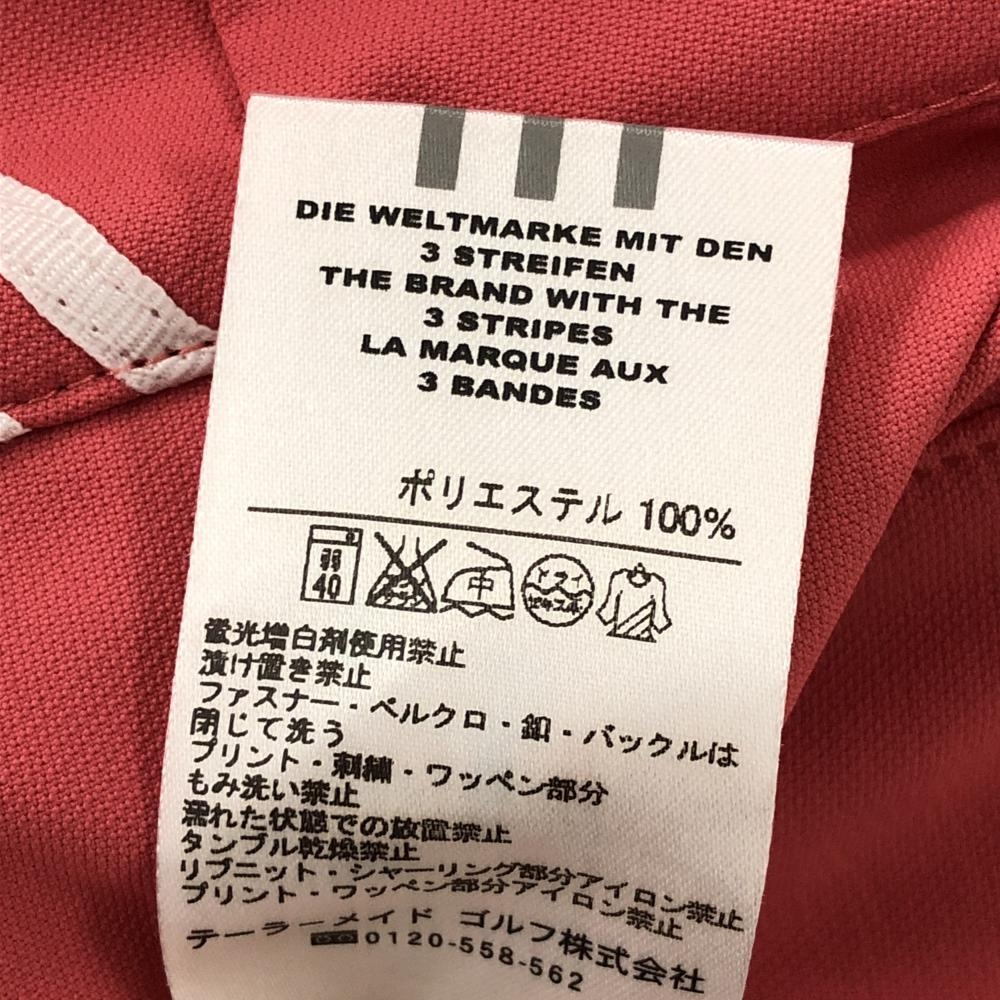 DIE WELTMARKE MIT DEN
3 STREIFEN
THE BRAND WITH THE
3 STRIPES
LA MARQUE AUX
3 BANDES
ポリエステル 100%
弱
40
中
ドライ
セキユ系
蛍光増白剤使用禁止
漬け置き禁止
ファスナー・ベルクロ・釦・バックルは
閉じて洗う
プリント・刺繍・ワッペン部分
もみ洗い禁止
濡れた状態での放置禁止
タンブル乾燥禁止
リブニット・シャーリング部分アイロン禁止
プリント・ワッペン部分アイロン禁止
テーラーメイド ゴルフ株式会社
0120-558-562